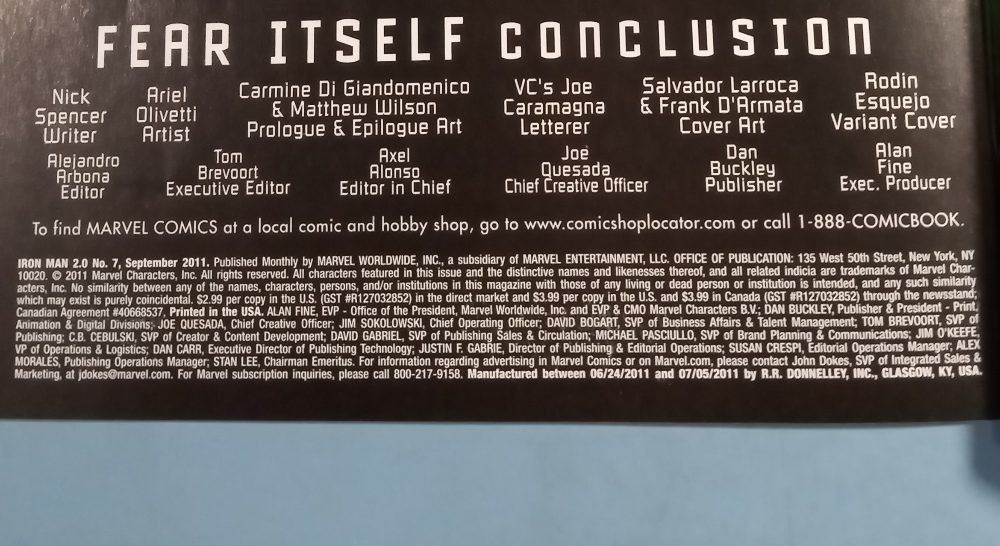 FEAR ITSELF CONCLUSION
Nick Spencer Writer
Ariel Olivetti Artist
Carmine Di Giandomenico & Matthew Wilson Prologue & Epilogue Art
VC's Joe Caramagna Letterer
Salvador Larroca & Frank D'Armata Cover Art
Rodin Esquejo Variant Cover
Alejandro Arbona Editor
Tom Brevoort Executive Editor
Axel Alonso Editor in Chief
Joe Quesada Chief Creative Officer
Dan Buckley Publisher
Alan Fine Exec. Producer
To find MARVEL COMICS at a local comic and hobby shop, go to www.comicshoplocator.com or call 1-888-COMICBOOK.
IRON MAN 2.0 No. 7, September 2011. Published Monthly by MARVEL WORLDWIDE, INC., a subsidiary of MARVEL ENTERTAINMENT, LLC. OFFICE OF PUBLICATION: 135 West 50th Street, New York, NY
10020. © 2011 Marvel Characters, Inc. All rights reserved. All characters featured in this issue and the distinctive names and likenesses thereof, and all related indicia are trademarks of Marvel Char-
acters, Inc. No similarity between any of the names, characters, persons, and/or institutions in this magazine with those of any living or dead person or institution is intended, and any such similarity
which may exist is purely coincidental. $2.99 per copy in the U.S. (GST #R127032852) in the direct market and $3.99 per copy in the U.S. and $3.99 in Canada (GST #R127032852) through the newsstand;
Canadian Agreement #40668537. Printed in the USA. ALAN FINE, EVP - Office of the President, Marvel Worldwide, Inc. and EVP & CMO Marvel Characters B.V.; DAN BUCKLEY, Publisher & President - Print,
Animation & Digital Divisions; JOE QUESADA, Chief Creative Officer; JIM SOKOLOWSKI, Chief Operating Officer; DAVID BOGART, SVP of Business Affairs & Talent Management; TOM BREVOORT, SVP of
Publishing; C.B. CEBULSKI, SVP of Creator & Content Development; DAVID GABRIEL, SVP of Publishing Sales & Circulation; MICHAEL PASCIULLO, SVP of Brand Planning & Communications; JIM O'KEEFE,
VP of Operations & Logistics; DAN CARR, Executive Director of Publishing Technology; JUSTIN F. GABRIE, Director of Publishing & Editorial Operations; SUSAN CRESPI, Editorial Operations Manager; ALEX
MORALES, Publishing Operations Manager; STAN LEE, Chairman Emeritus. For information regarding advertising in Marvel Comics or on Marvel.com, please contact John Dokes, SVP of Integrated Sales &
Marketing, at jdokes@marvel.com. For Marvel subscription inquiries, please call 800-217-9158. Manufactured between 06/24/2011 and 07/05/2011 by R.R. DONNELLEY, INC., GLASGOW, KY, USA.